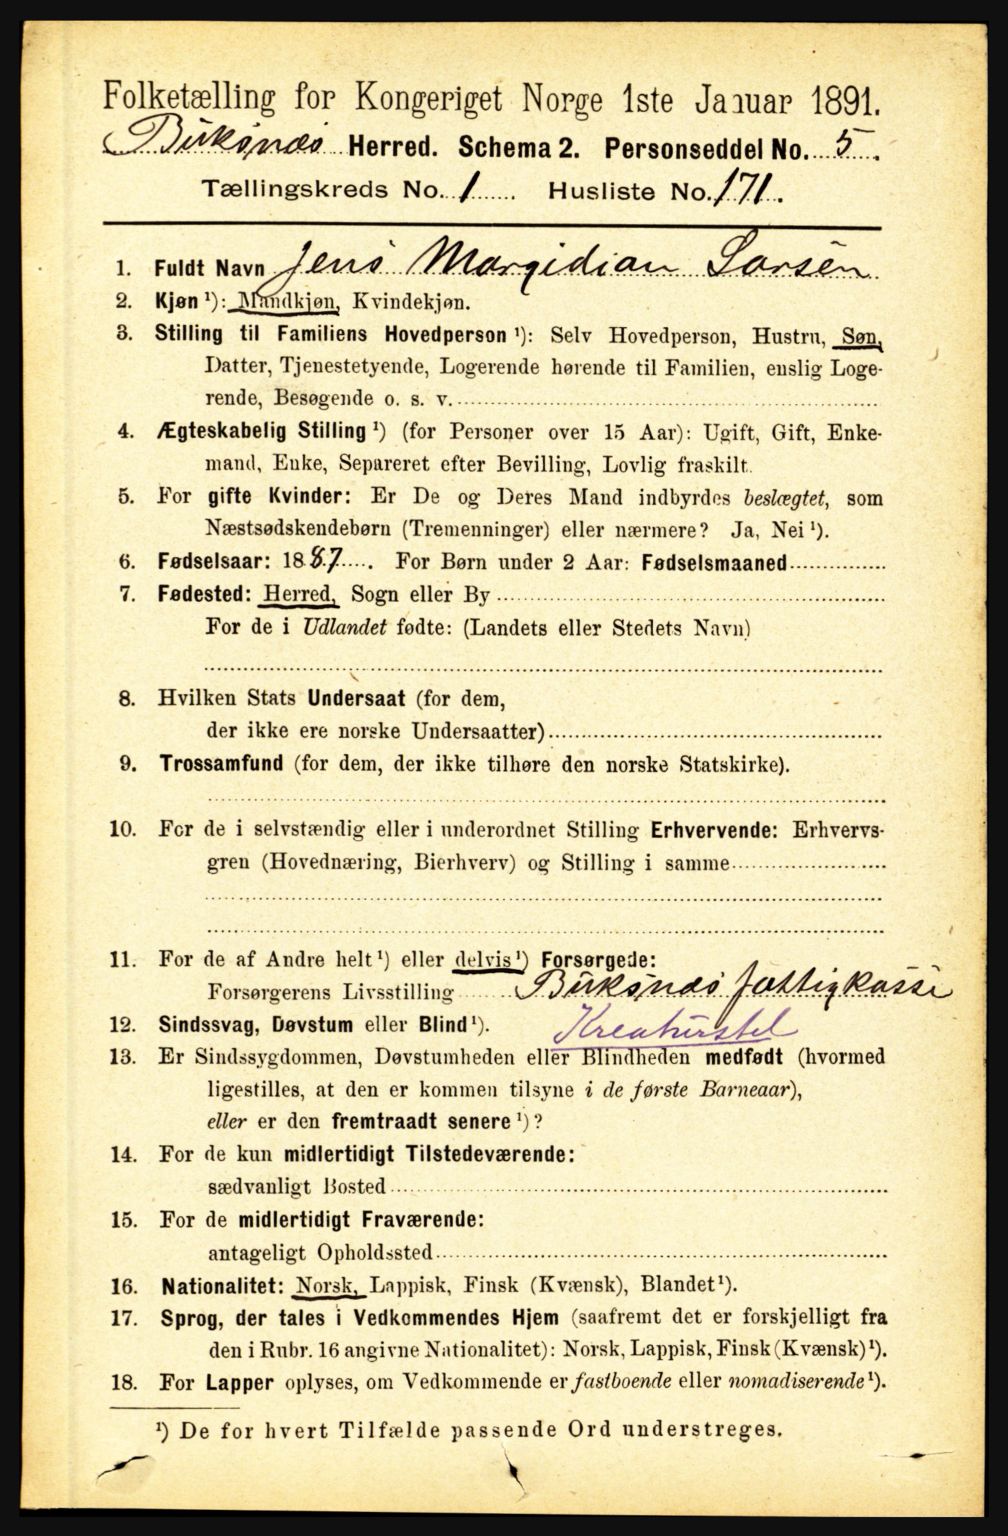 Folketælling for Kongeriget Norge 1ste Januar 1891.
Buksnæs Herred. Schema 2. Personseddel No. 5.
Tællingskreds No. 1. Husliste No. 171.
1. Fuldt Navn Jens Margidian Larsen
2. Kjøn ¹): Mandkjøn, Kvindekjøn.
3. Stilling til Familiens Hovedperson ¹): Selv Hovedperson, Hustru, Søn,
Datter, Tjenestetyende, Logerende hørende til Familien, enslig Loge-
rende, Besøgende o. s. v.
4. Ægteskabelig Stilling ¹) (for Personer over 15 Aar): Ugift, Gift, Enke-
mand, Enke, Separeret efter Bevilling, Lovlig fraskilt.
5. For gifte Kvinder: Er De og Deres Mand indbyrdes beslægtet, som
Næstsødskendebørn (Tremenninger) eller nærmere? Ja, Nei ¹).
6. Fødselsaar: 1887. For Børn under 2 Aar: Fødselsmaaned
7. Fødested: Herred, Sogn eller By
For de i Udlandet fødte: (Landets eller Stedets Navn)
8. Hvilken Stats Undersaat (for dem,
der ikke ere norske Undersaatter)
9. Trossamfund (for dem, der ikke tilhøre den norske Statskirke).
10. For de i selvstændig eller i underordnet Stilling Erhvervende: Erhvervs-
gren (Hovednæring, Bierhverv) og Stilling i samme
11. For de af Andre helt ¹) eller delvis ¹) Forsørgede:
Forsørgerens Livsstilling Buksnæs fattigkasse
12. Sindssvag, Døvstum eller Blind ¹). Kreaturstel
13. Er Sindssygdommen, Døvstumheden eller Blindheden medfødt (hvormed
ligestilles, at den er kommen tilsyne i de første Barneaar),
eller er den fremtraadt senere ¹)?
14. For de kun midlertidigt Tilstedeværende:
sædvanligt Bosted
15. For de midlertidigt Fraværende:
antageligt Opholdssted
16. Nationalitet: Norsk, Lappisk, Finsk (Kvænsk), Blandet ¹).
17. Sprog, der tales i Vedkommendes Hjem (saafremt det er forskjelligt fra
den i Rubr. 16 angivne Nationalitet): Norsk, Lappisk, Finsk (Kvænsk) ¹).
18. For Lapper oplyses, om Vedkommende er fastboende eller nomadiserende ¹).
¹) De for hvert Tilfælde passende Ord understreges.